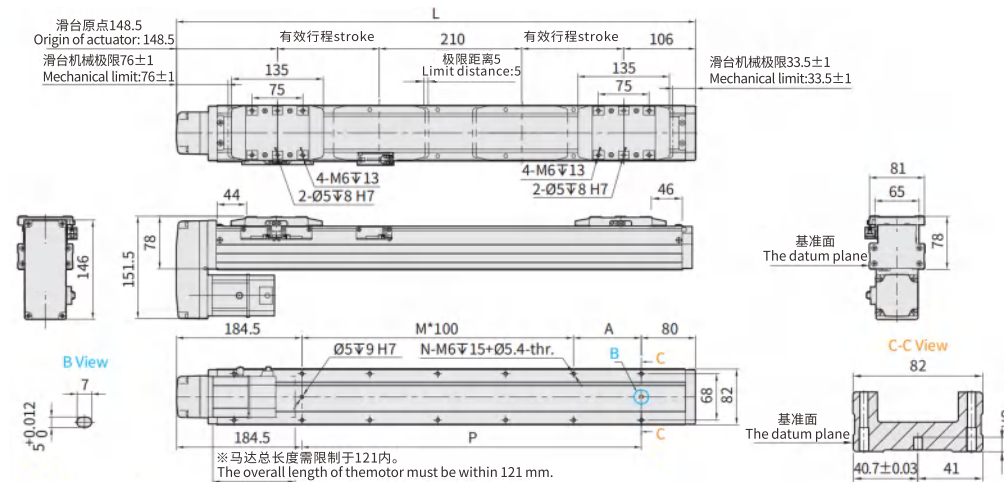 L
滑台原点148.5
Origin of actuator: 148.5
有效行程stroke
210
有效行程stroke
106
滑台机械极限76±1
Mechanical limit:76±1
极限距离5
Limit distance:5
滑台机械极限33.5±1
Mechanical limit:33.5±1
135
75
135
75
4-M6↧13
2-Ø5↧8 H7
4-M6↧13
2-Ø5↧8 H7
44
46
81
65
146
151.5
78
基准面
The datum plane
78
184.5
M*100
A
80
Ø5↧9 H7
N-M6↧15+Ø5.4-thr.
B
C
C
68
82
184.5
P
※马达总长度需限制于121内。
The overall length of themotor must be within 121 mm.
B View
7
5+0.012
0
C-C View
82
基准面
The datum plane
40.7±0.03
41